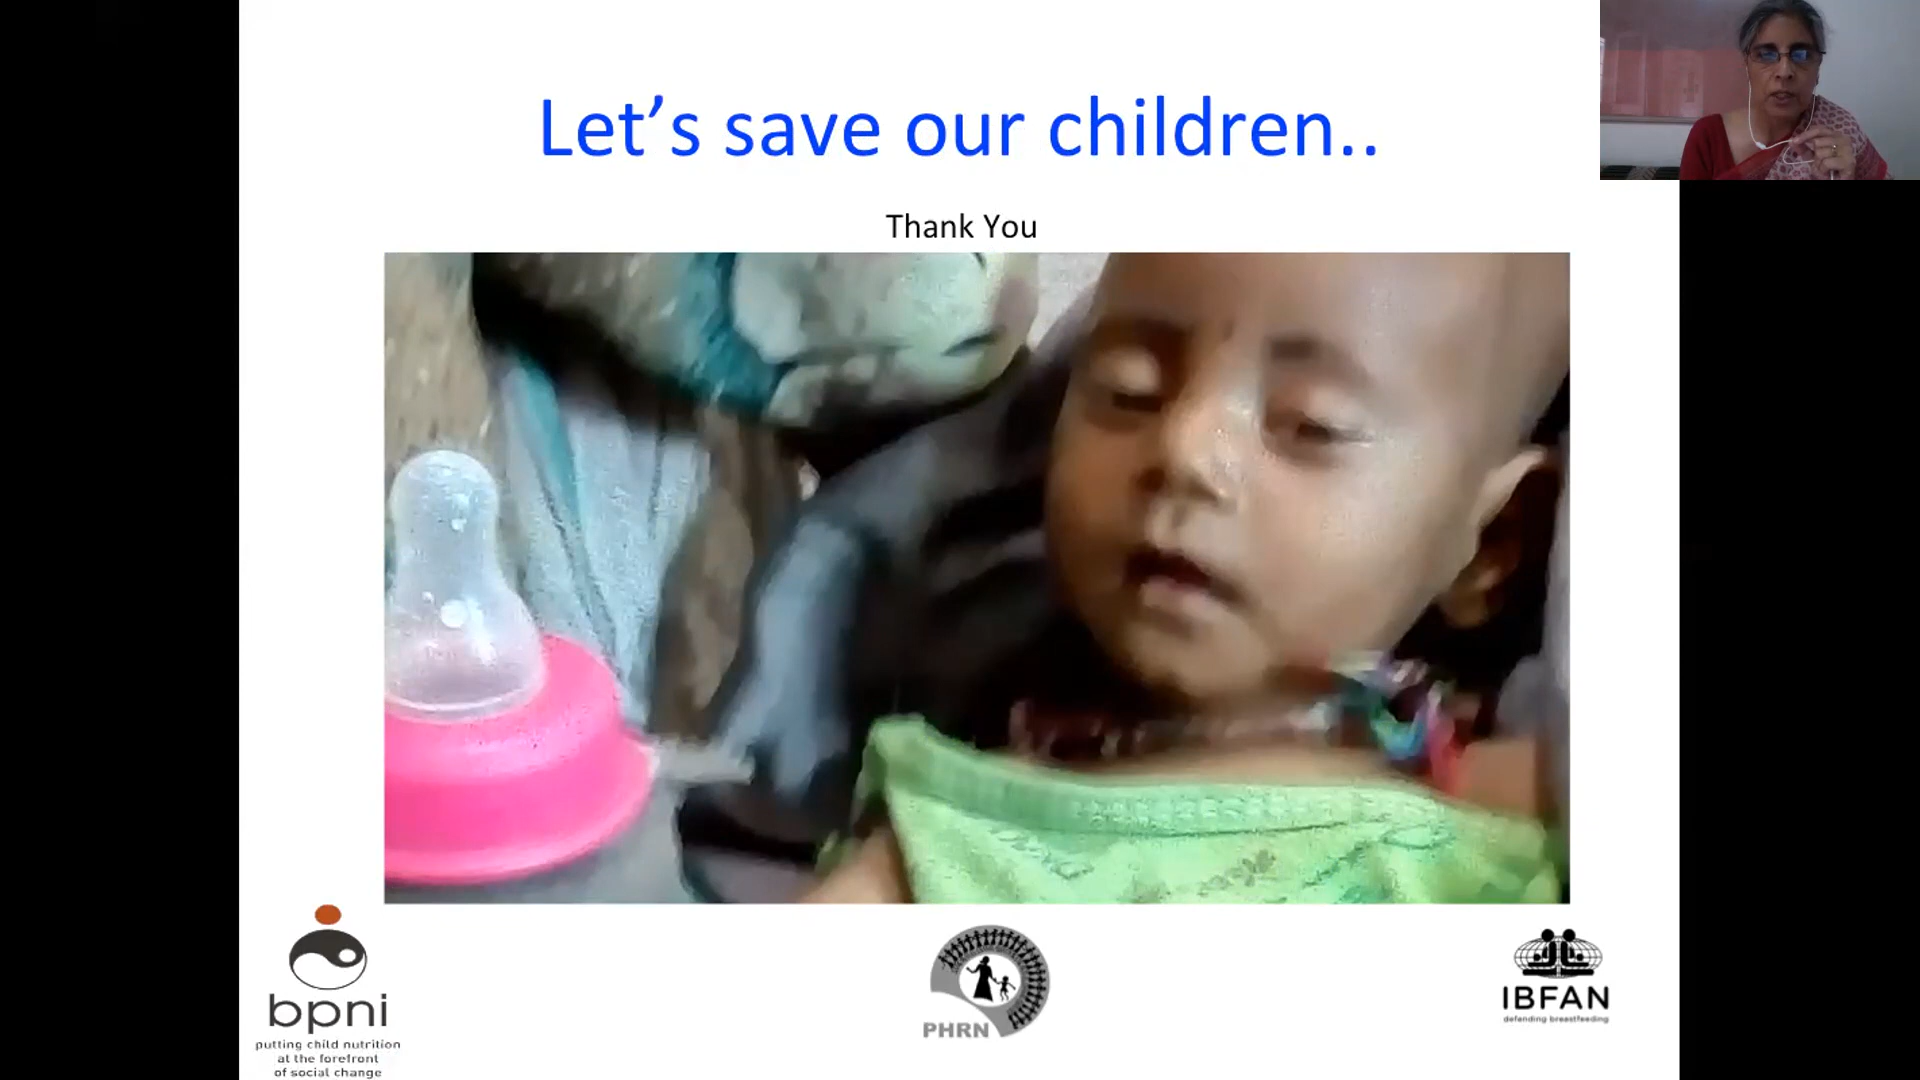 Let’s save our children..
Thank You
bpni
putting child nutrition
at the forefront
of social change
PHRN
IBFAN
defending breastfeeding